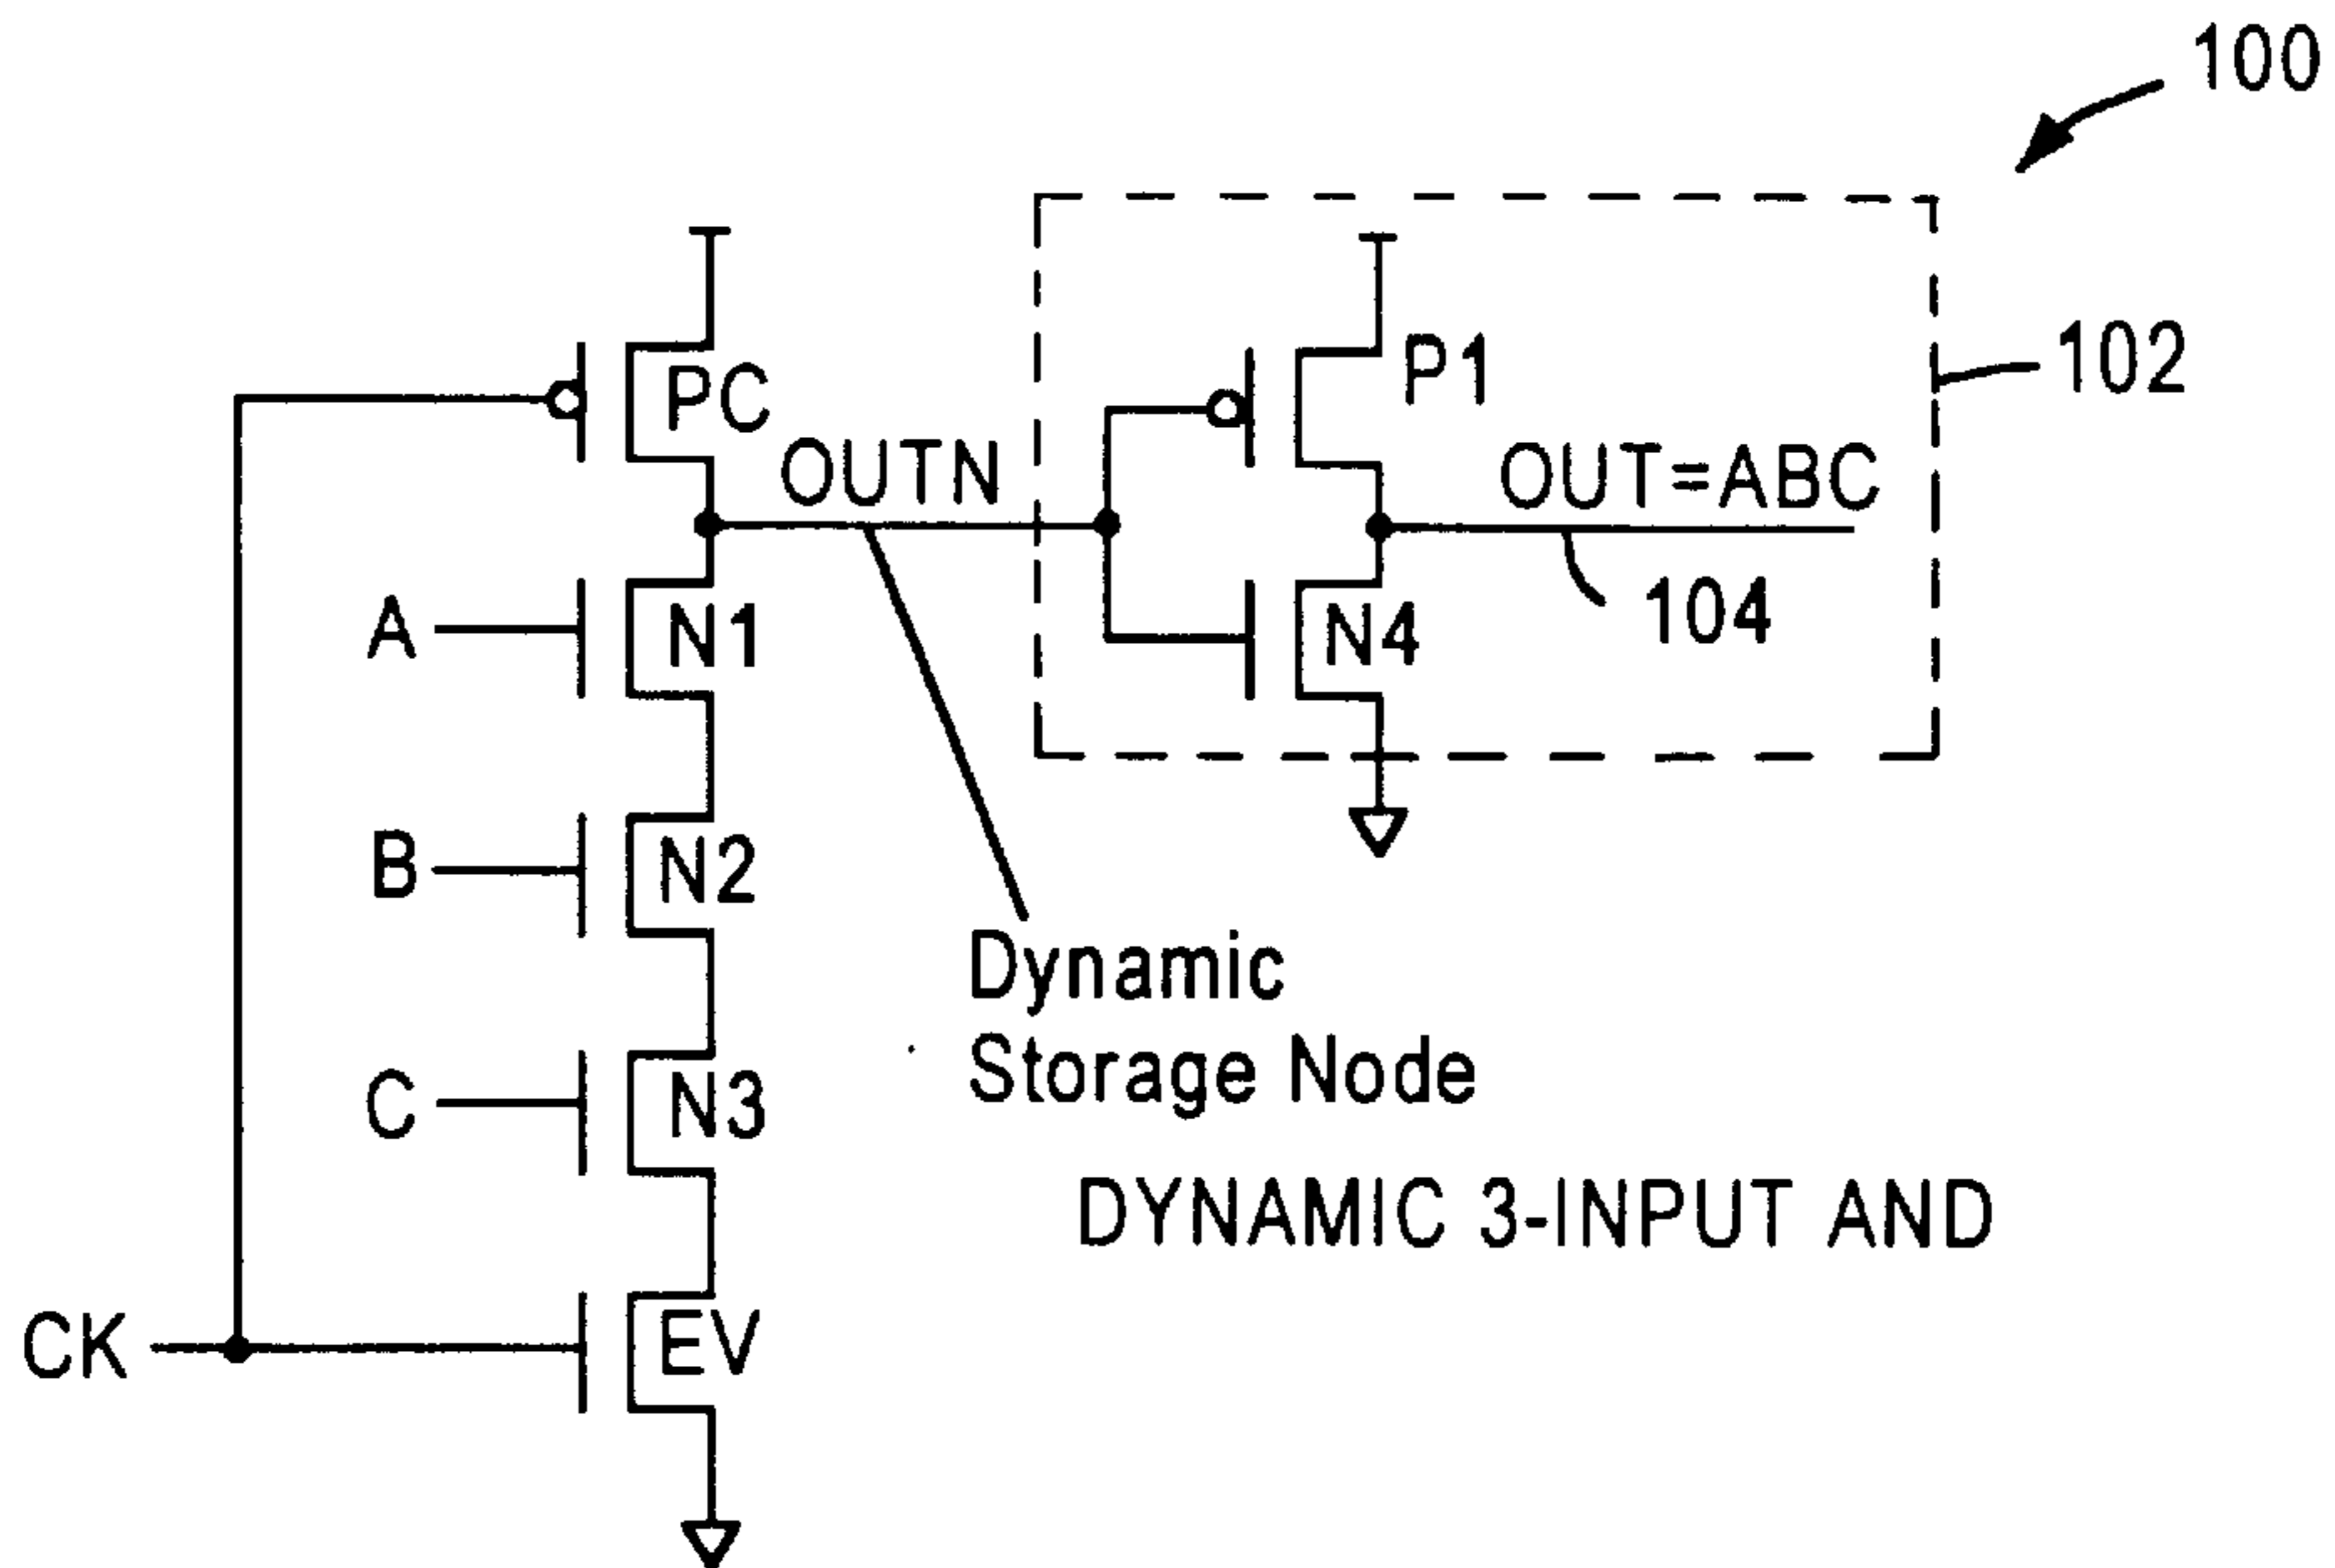 100
102
PC
P1
OUTN
OUT=ABC
104
A
N1
N4
B
N2
Dynamic
Storage Node
C
N3
DYNAMIC 3-INPUT AND
CK
EV